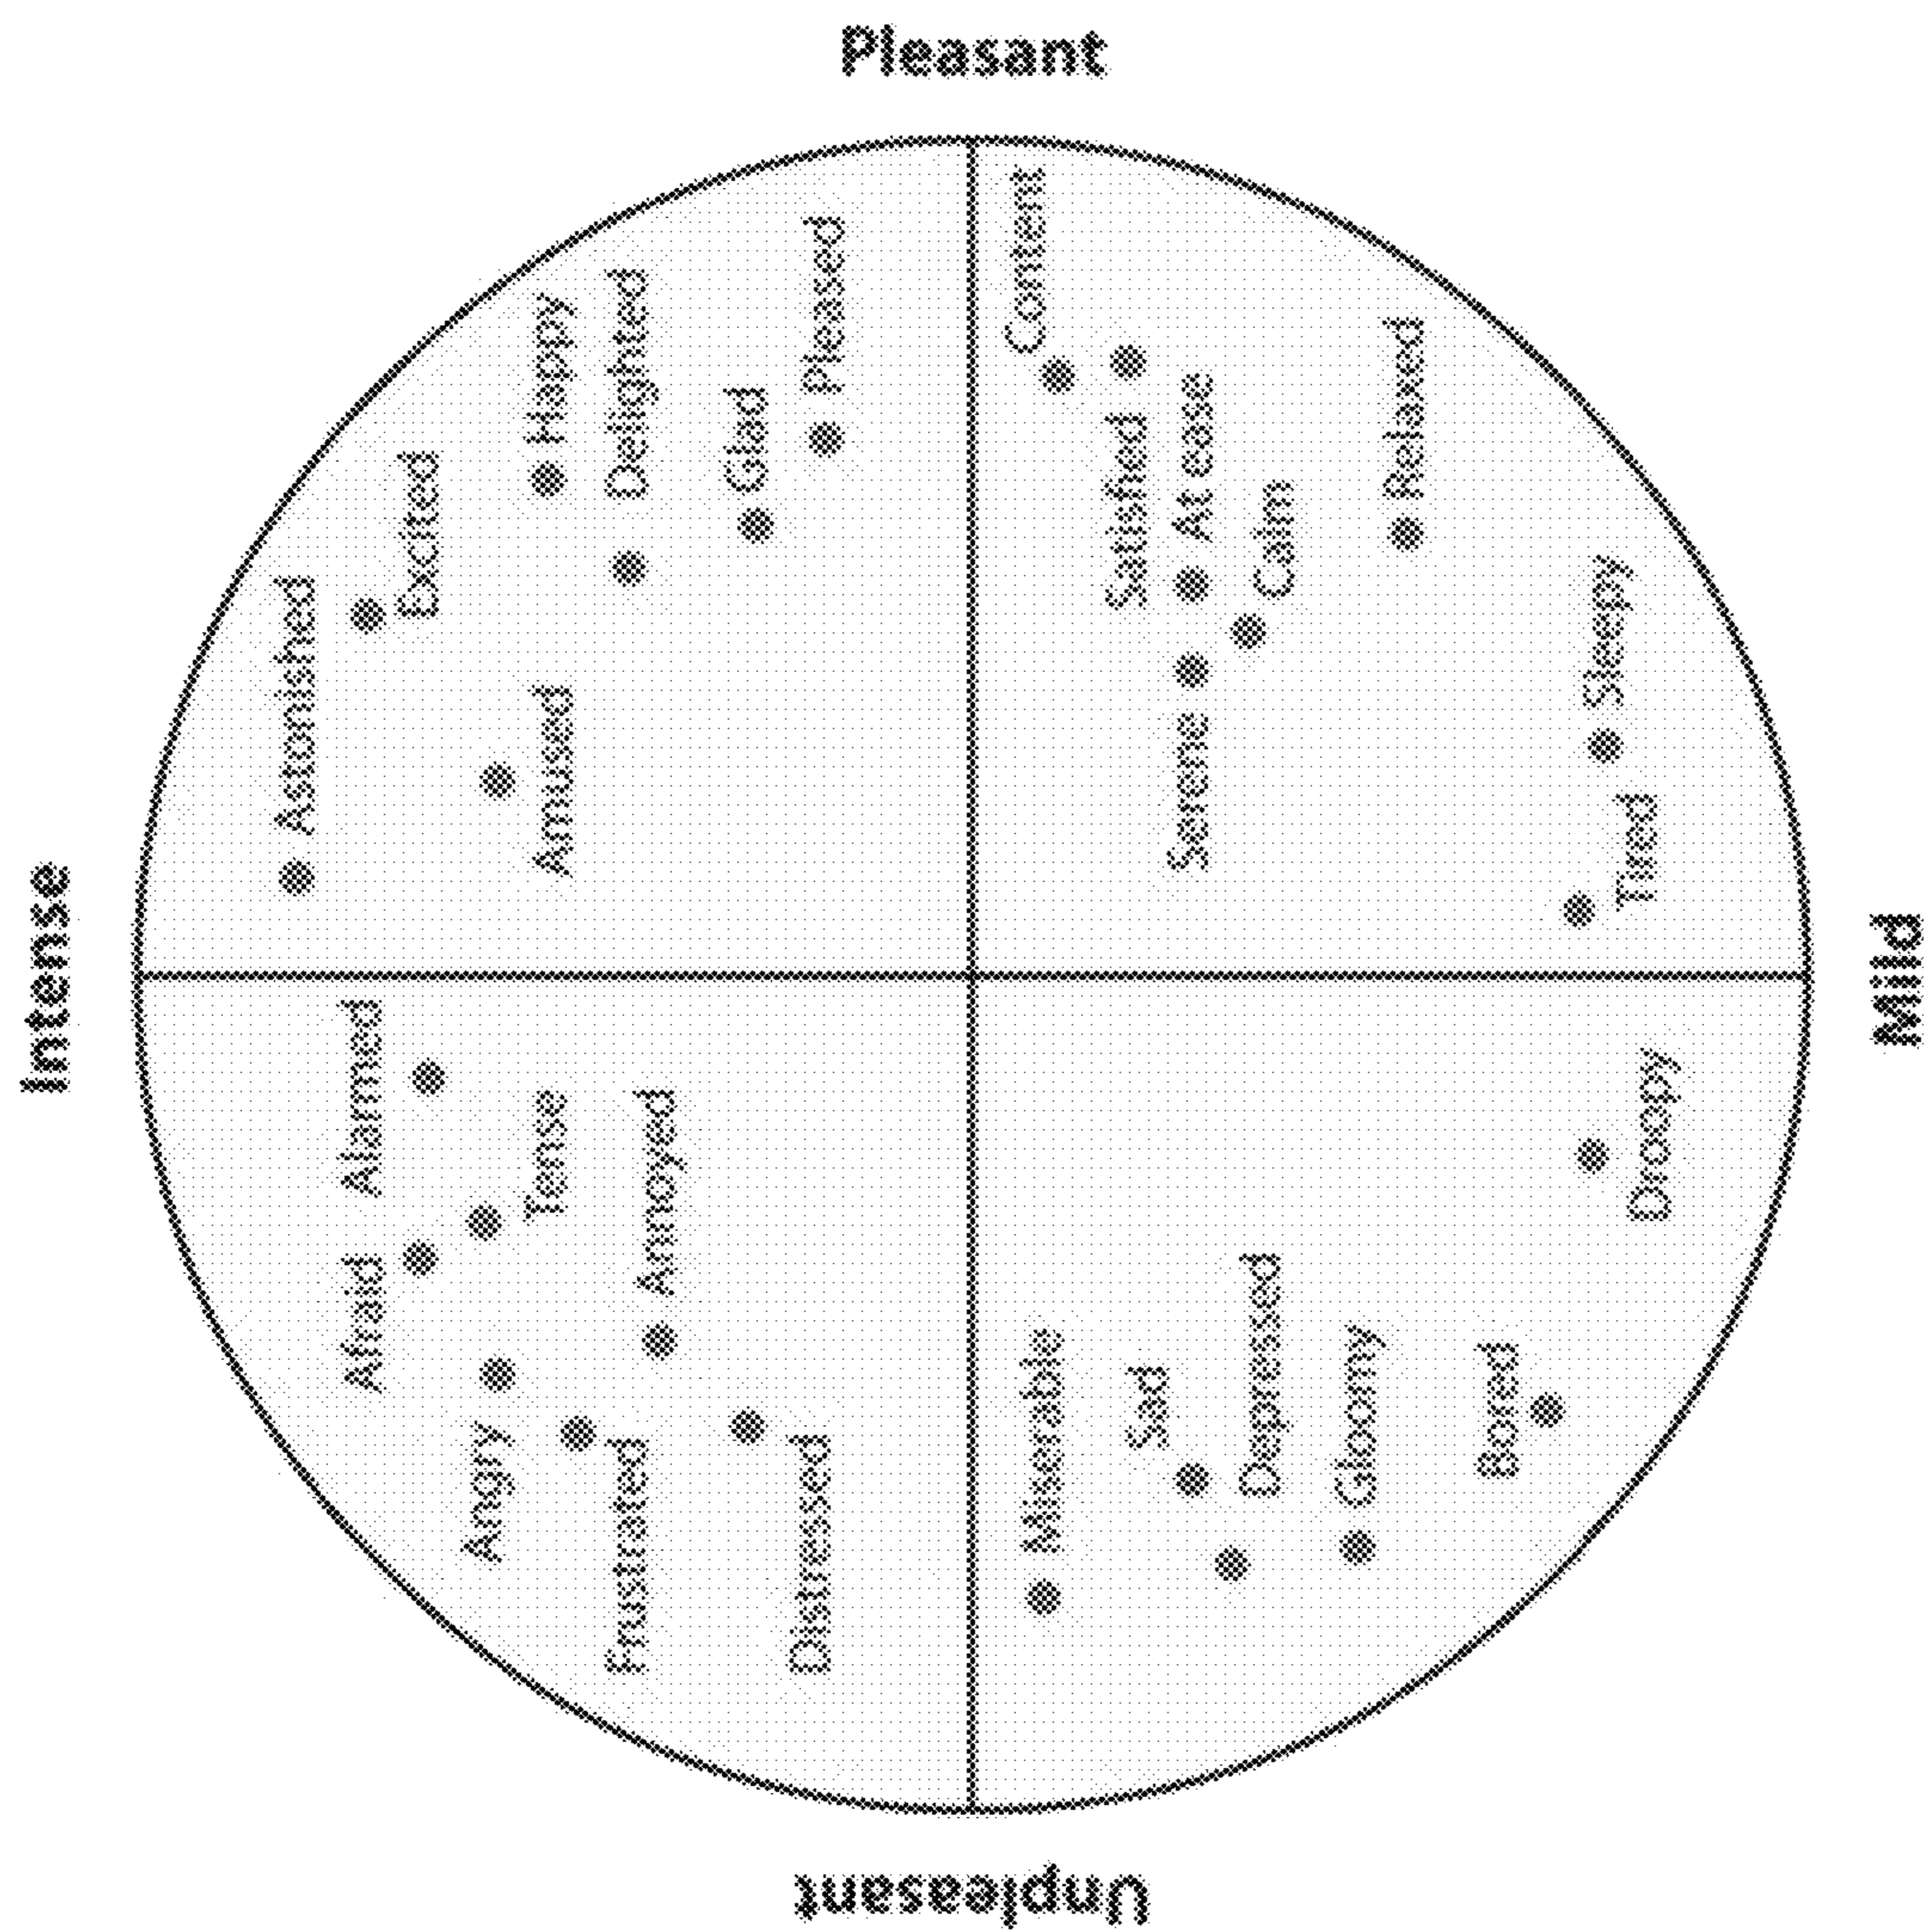 Pleasant
Intense
Astonished
Excited
Amused
Happy
Delighted
Glad
Pleased
Content
Satisfied
At ease
Serene
Calm
Relaxed
Sleepy
Tired
Mild
Alarmed
Afraid
Tense
Angry
Annoyed
Frustrated
Distressed
Miserable
Sad
Depressed
Gloomy
Bored
Droopy
Unpleasant